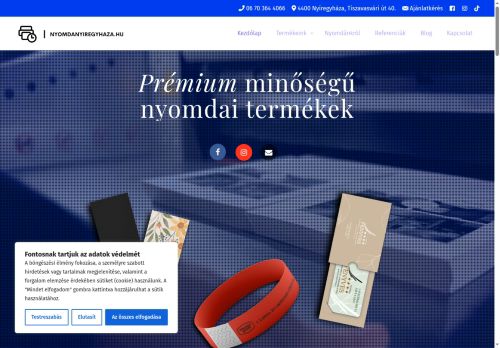 06 70 364 4066 4400 Nyíregyháza, Tiszavasvári út 40. Ajánlatkérés
NYOMDANYIREGYHAZA.HU
Kezdőlap Termékeink Nyomdánkról Referenciák Blog Kapcsolat
Prémium minőségű
nyomdai termékek
Fontosnak tartjuk az adatok védelmét
A böngészési élmény fokozása, a személyre szabott
hirdetések vagy tartalmak megjelenítése, valamint a
forgalom elemzése érdekében sütiket (cookie) használunk. A
"Mindet elfogadom" gombra kattintva hozzájárulhat a sütik
használatához.
Testreszabás Elutasít Az összes elfogadása